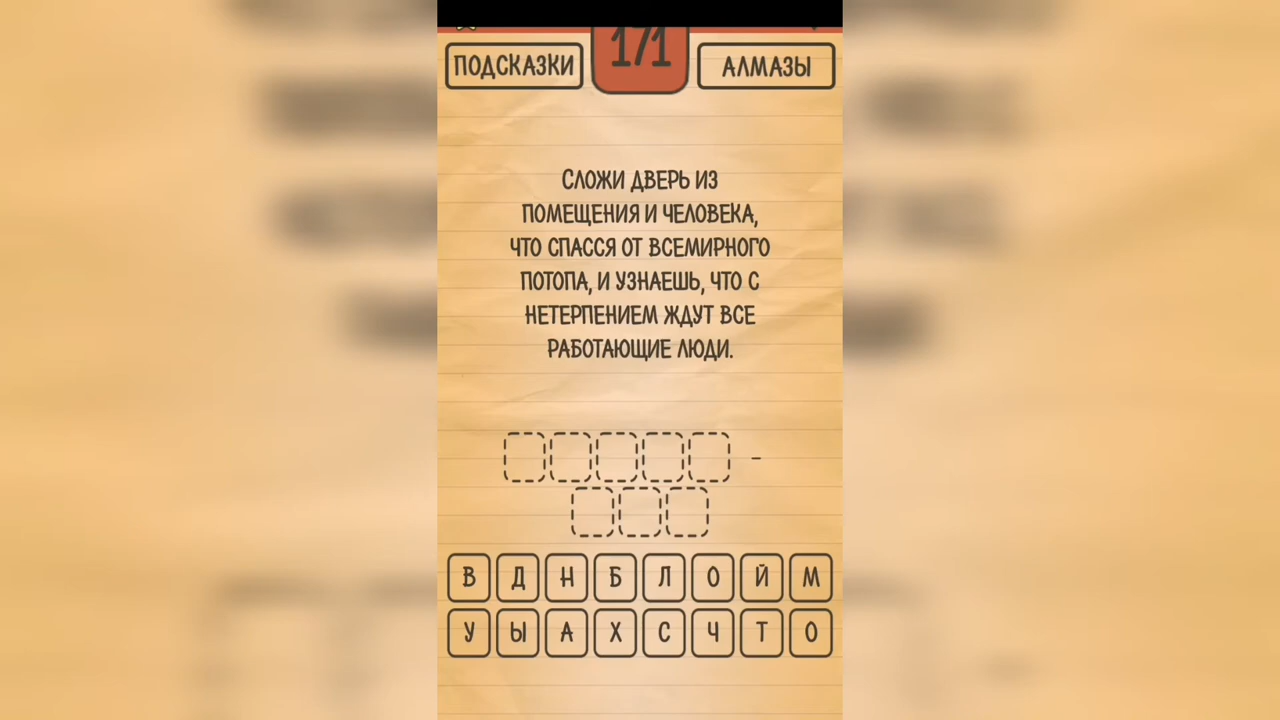 ПОДСКАЗКИ 171 АЛМАЗЫ
СЛОЖИ ДВЕРЬ ИЗ
ПОМЕЩЕНИЯ И ЧЕЛОВЕКА,
ЧТО СПАССЯ ОТ ВСЕМИРНОГО
ПОТОПА, И УЗНАЕШЬ, ЧТО С
НЕТЕРПЕНИЕМ ЖДУТ ВСЕ
РАБОТАЮЩИЕ ЛЮДИ.
-
В Д Н Б Л О Й М
У Ы А Х С Ч Т О